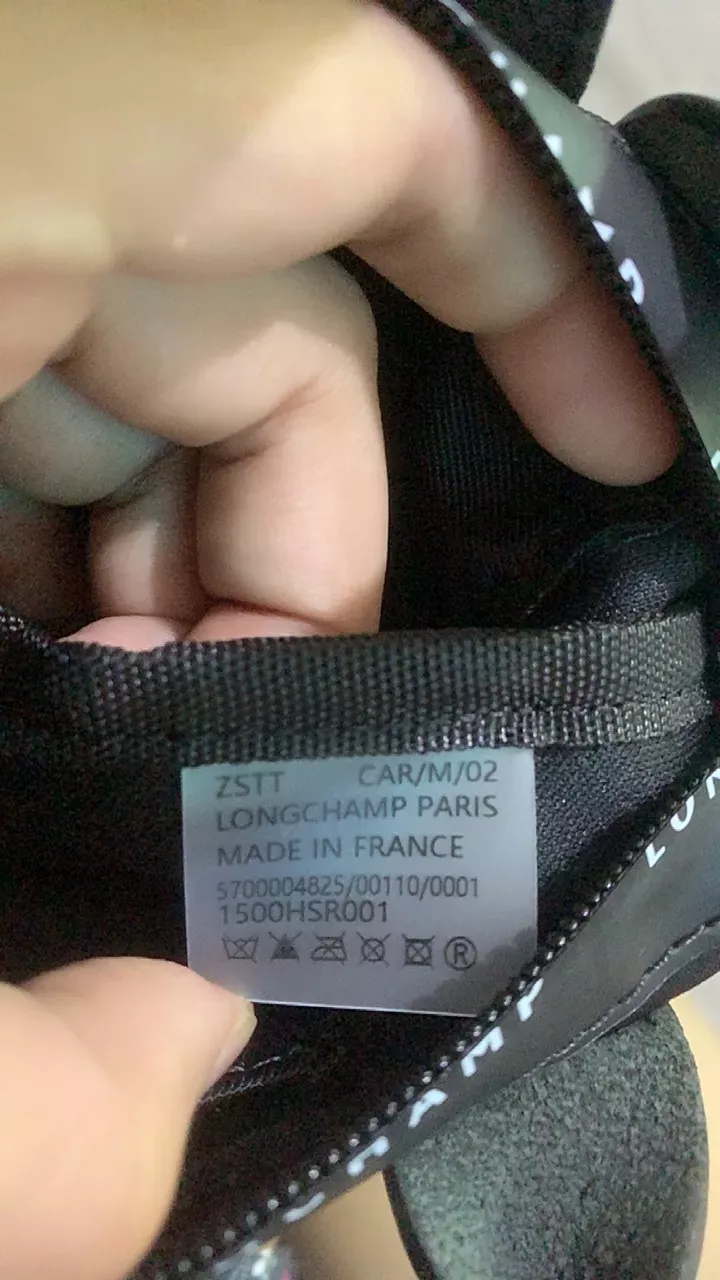 ZSTT CAR/M/02
LONGCHAMP PARIS
MADE IN FRANCE
5700004825/00110/0001
1500HSR001
®